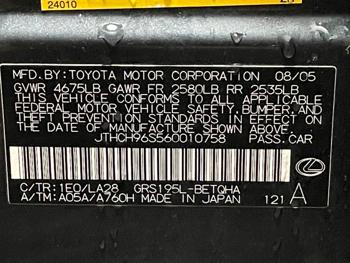 24010
MFD.BY:TOYOTA MOTOR CORPORATION 08/05
GVWR 4675LB GAWR FR 2580LB RR 2535LB
THIS VEHICLE CONFORMS TO ALL APPLICABLE
FEDERAL MOTOR VEHICLE SAFETY, BUMPER, AND
THEFT PREVENTION STANDARDS IN EFFECT ON
THE DATE OF MANUFACTURE SHOWN ABOVE.
JTHCH96S560010758 PASS.CAR
C/TR:1E0/LA28 GRS195L-BETQHA
A/TM:A05A/A760H MADE IN JAPAN 121 A